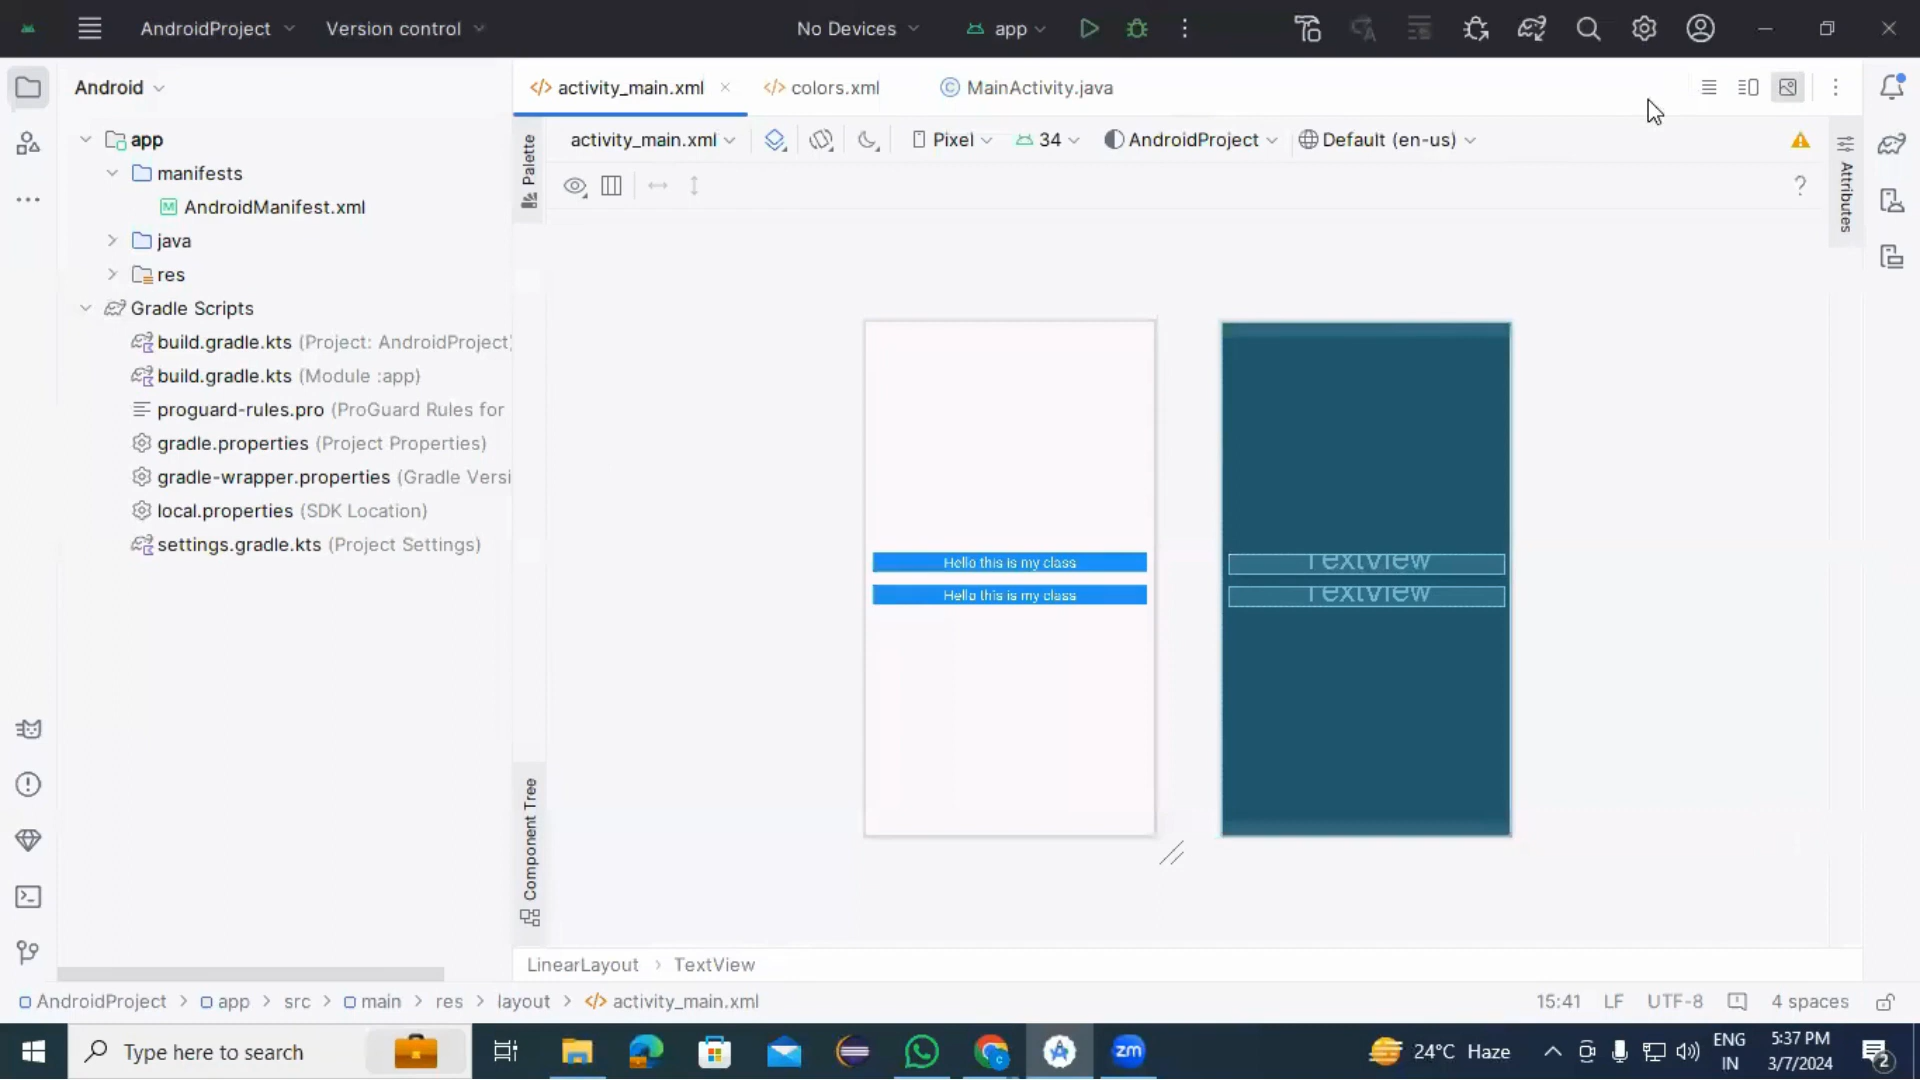 AndroidProject Version control No Devices app
Android
activity_main.xml colors.xml MainActivity.java
activity_main.xml Pixel 34 AndroidProject Default (en-us)
Palette
Attributes
app
manifests
AndroidManifest.xml
java
res
Gradle Scripts
build.gradle.kts (Project: AndroidProject)
build.gradle.kts (Module :app)
proguard-rules.pro (ProGuard Rules for
gradle.properties (Project Properties)
gradle-wrapper.properties (Gradle Versi
local.properties (SDK Location)
settings.gradle.kts (Project Settings)
Hello this is my class
Hello this is my class
TextView
TextView
Component Tree
LinearLayout > TextView
AndroidProject > app > src > main > res > layout > activity_main.xml 15:41 LF UTF-8 4 spaces
Type here to search zm 24°C Haze ENG IN 5:37 PM 3/7/2024 2